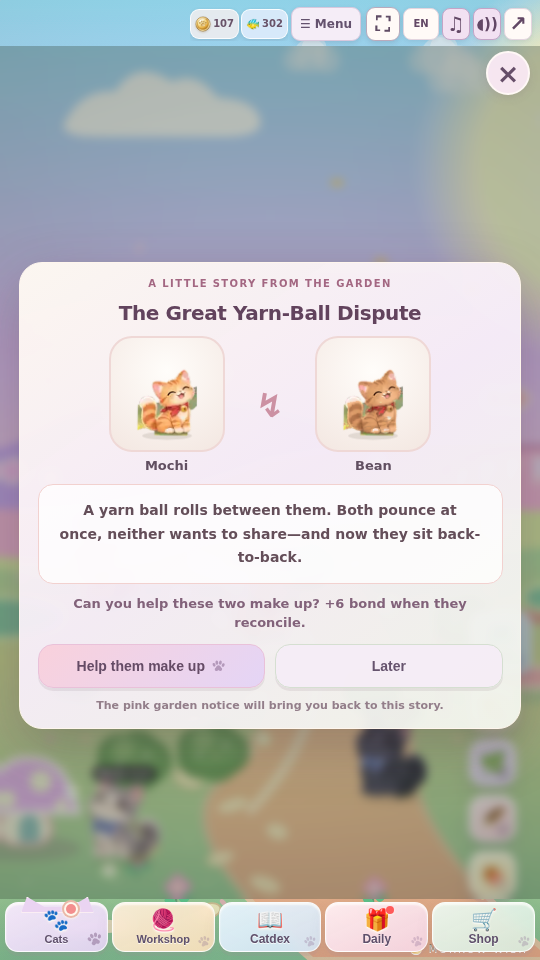 107
302
☰ Menu
EN
A LITTLE STORY FROM THE GARDEN
The Great Yarn-Ball Dispute
Mochi
Bean
A yarn ball rolls between them. Both pounce at
once, neither wants to share—and now they sit back-
to-back.
Can you help these two make up? +6 bond when they
reconcile.
Help them make up
Later
The pink garden notice will bring you back to this story.
Cats
Workshop
Catdex
Daily
Shop